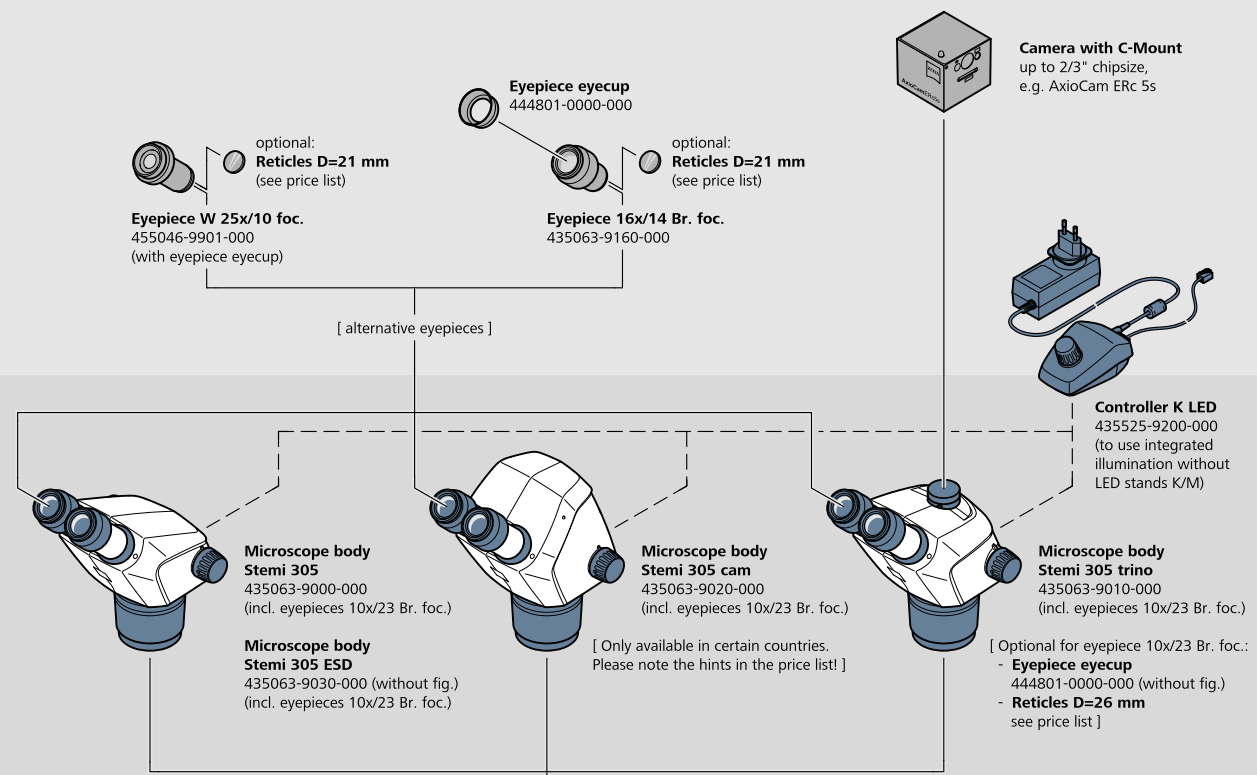 Camera with C-Mount
up to 2/3" chipsize,
e.g. AxioCam ERc 5s
ZEISS
AxioCamERc5s
Eyepiece eyecup
444801-0000-000
optional:
Reticles D=21 mm
(see price list)
optional:
Reticles D=21 mm
(see price list)
Eyepiece W 25x/10 foc.
455046-9901-000
(with eyepiece eyecup)
Eyepiece 16x/14 Br. foc.
435063-9160-000
[ alternative eyepieces ]
Controller K LED
435525-9200-000
(to use integrated
illumination without
LED stands K/M)
Microscope body
Stemi 305
435063-9000-000
(incl. eyepieces 10x/23 Br. foc.)
Microscope body
Stemi 305 ESD
435063-9030-000 (without fig.)
(incl. eyepieces 10x/23 Br. foc.)
Microscope body
Stemi 305 cam
435063-9020-000
(incl. eyepieces 10x/23 Br. foc.)
[ Only available in certain countries.
Please note the hints in the price list! ]
Microscope body
Stemi 305 trino
435063-9010-000
(incl. eyepieces 10x/23 Br. foc.)
[ Optional for eyepiece 10x/23 Br. foc.:
- Eyepiece eyecup
444801-0000-000 (without fig.)
- Reticles D=26 mm
see price list ]